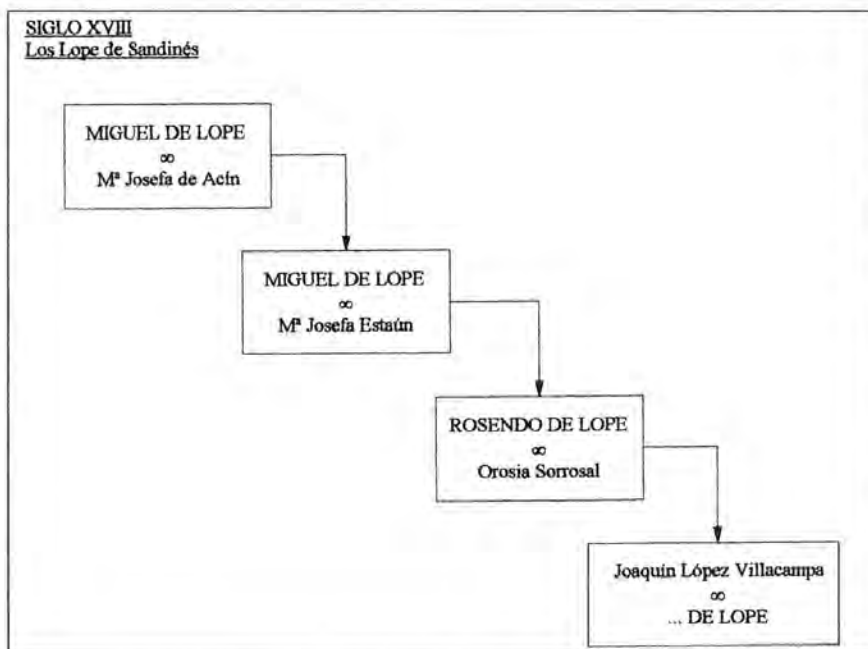 SIGLO XVIII
Los Lope de Sandinés
MIGUEL DE LOPE
∞
Mª Josefa de Acín
MIGUEL DE LOPE
∞
Mª Josefa Estaún
ROSENDO DE LOPE
∞
Orosia Sorrosal
Joaquín López Villacampa
∞
... DE LOPE